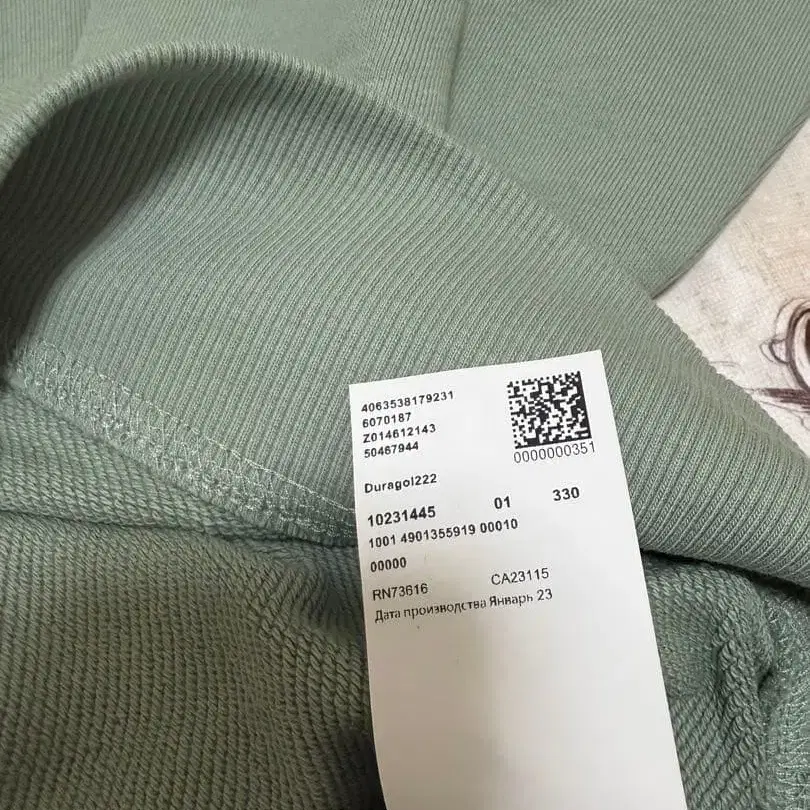 4063538179231
6070187
Z014612143
50467944
0000000351
Duragol222
10231445 01 330
1001 4901355919 00010
00000
RN73616 CA23115
Дата производства Январь 23